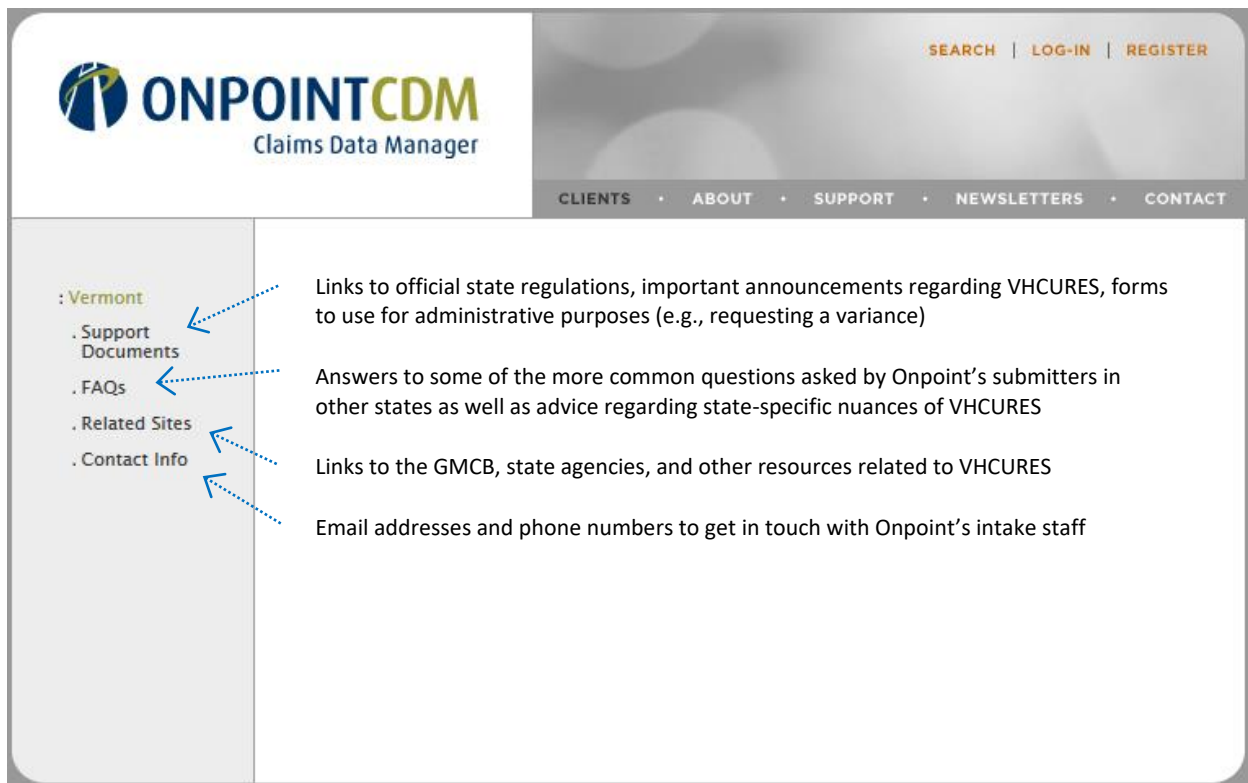 SEARCH | LOG-IN | REGISTER
ONPOINTCDM
Claims Data Manager
CLIENTS • ABOUT • SUPPORT • NEWSLETTERS • CONTACT
: Vermont
. Support
Documents
. FAQs
. Related Sites
. Contact Info
Links to official state regulations, important announcements regarding VHCURES, forms
to use for administrative purposes (e.g., requesting a variance)
Answers to some of the more common questions asked by Onpoint’s submitters in
other states as well as advice regarding state-specific nuances of VHCURES
Links to the GMCB, state agencies, and other resources related to VHCURES
Email addresses and phone numbers to get in touch with Onpoint’s intake staff